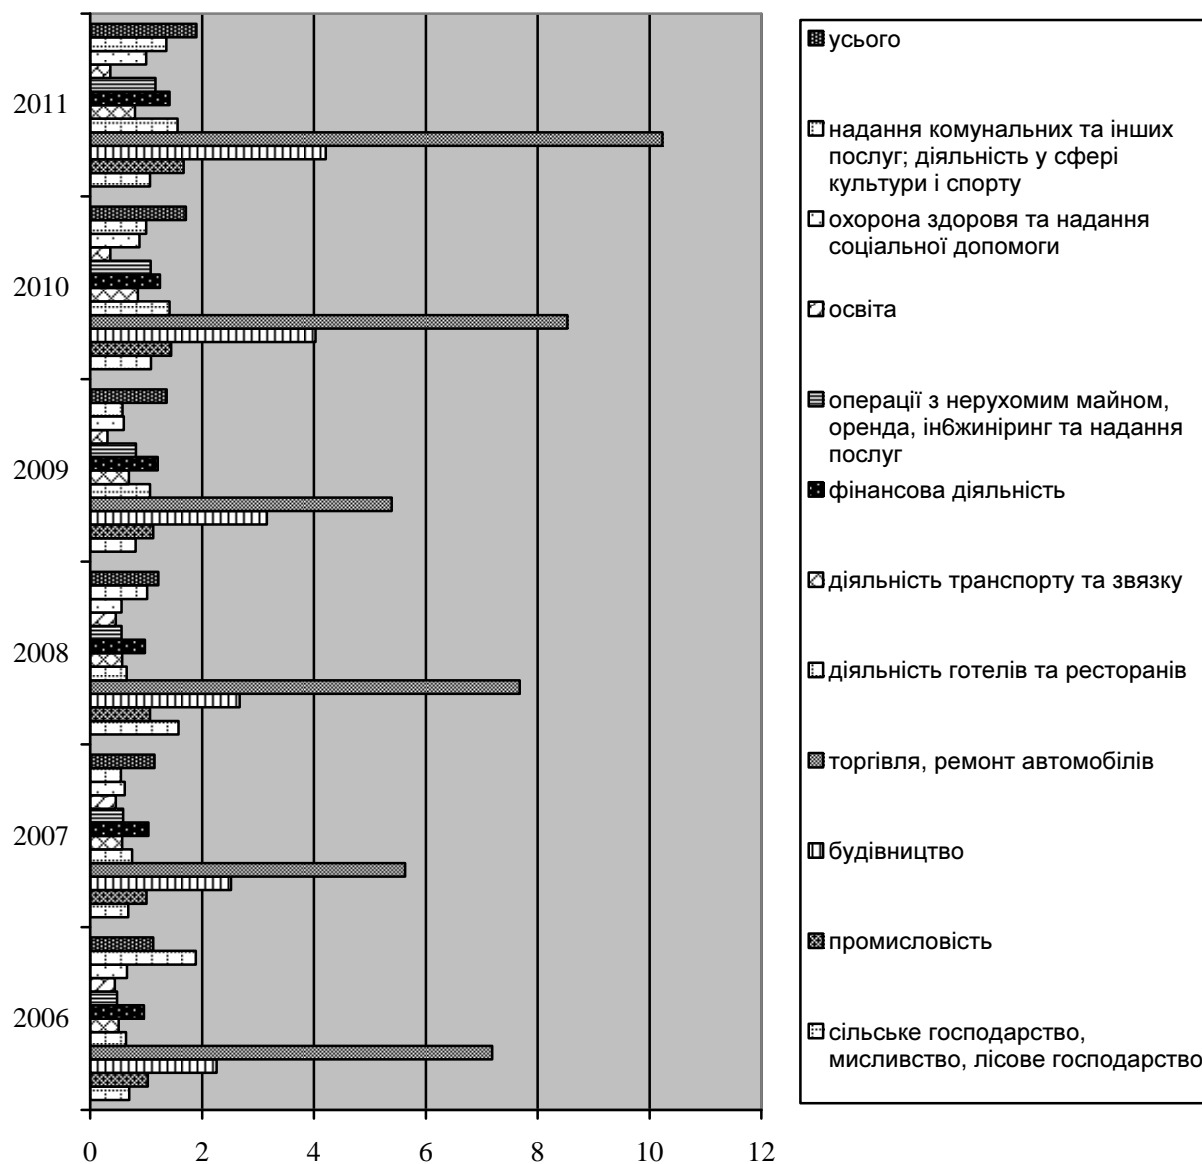 2011
2010
2009
2008
2007
2006
0 2 4 6 8 10 12
усього
надання комунальних та інших
послуг; діяльність у сфері
культури і спорту
охорона здоровя та надання
соціальної допомоги
освіта
операції з нерухомим майном,
оренда, ін6жиніринг та надання
послуг
фінансова діяльність
діяльність транспорту та звязку
діяльність готелів та ресторанів
торгівля, ремонт автомобілів
будівництво
промисловість
сільське господарство,
мисливство, лісове господарство